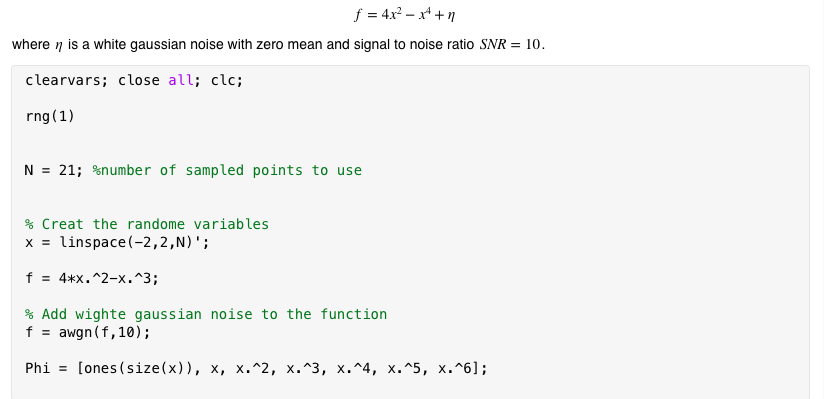 f = 4x² − x⁴ + η
where η is a white gaussian noise with zero mean and signal to noise ratio SNR = 10.
clearvars; close all; clc;
rng(1)
N = 21; %number of sampled points to use
% Creat the randome variables
x = linspace(-2,2,N)';
f = 4*x.^2-x.^3;
% Add wighte gaussian noise to the function
f = awgn(f,10);
Phi = [ones(size(x)), x, x.^2, x.^3, x.^4, x.^5, x.^6];